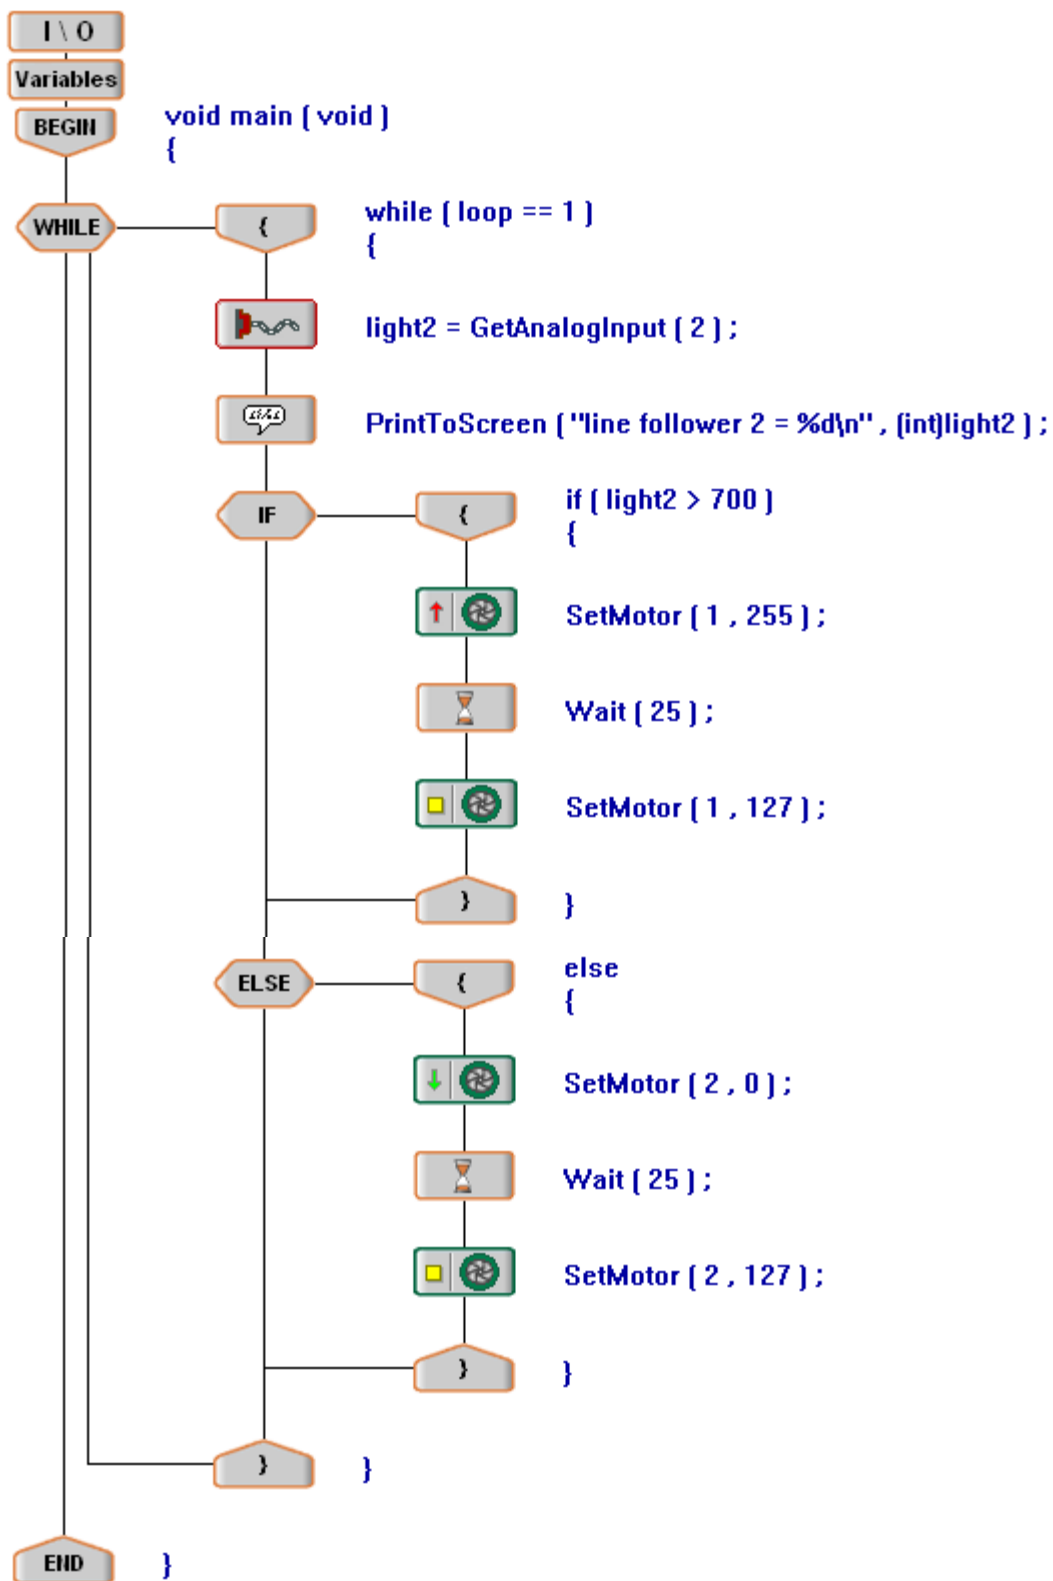 I \ O
Variables
BEGIN
void main ( void )
{
WHILE
{
while ( loop == 1 )
{
light2 = GetAnalogInput ( 2 ) ;
PrintToScreen ( "line follower 2 = %d\n" , (int)light2 ) ;
IF
{
if ( light2 > 700 )
{
SetMotor ( 1 , 255 ) ;
Wait ( 25 ) ;
SetMotor ( 1 , 127 ) ;
}
}
ELSE
{
else
{
SetMotor ( 2 , 0 ) ;
Wait ( 25 ) ;
SetMotor ( 2 , 127 ) ;
}
}
}
}
END
}